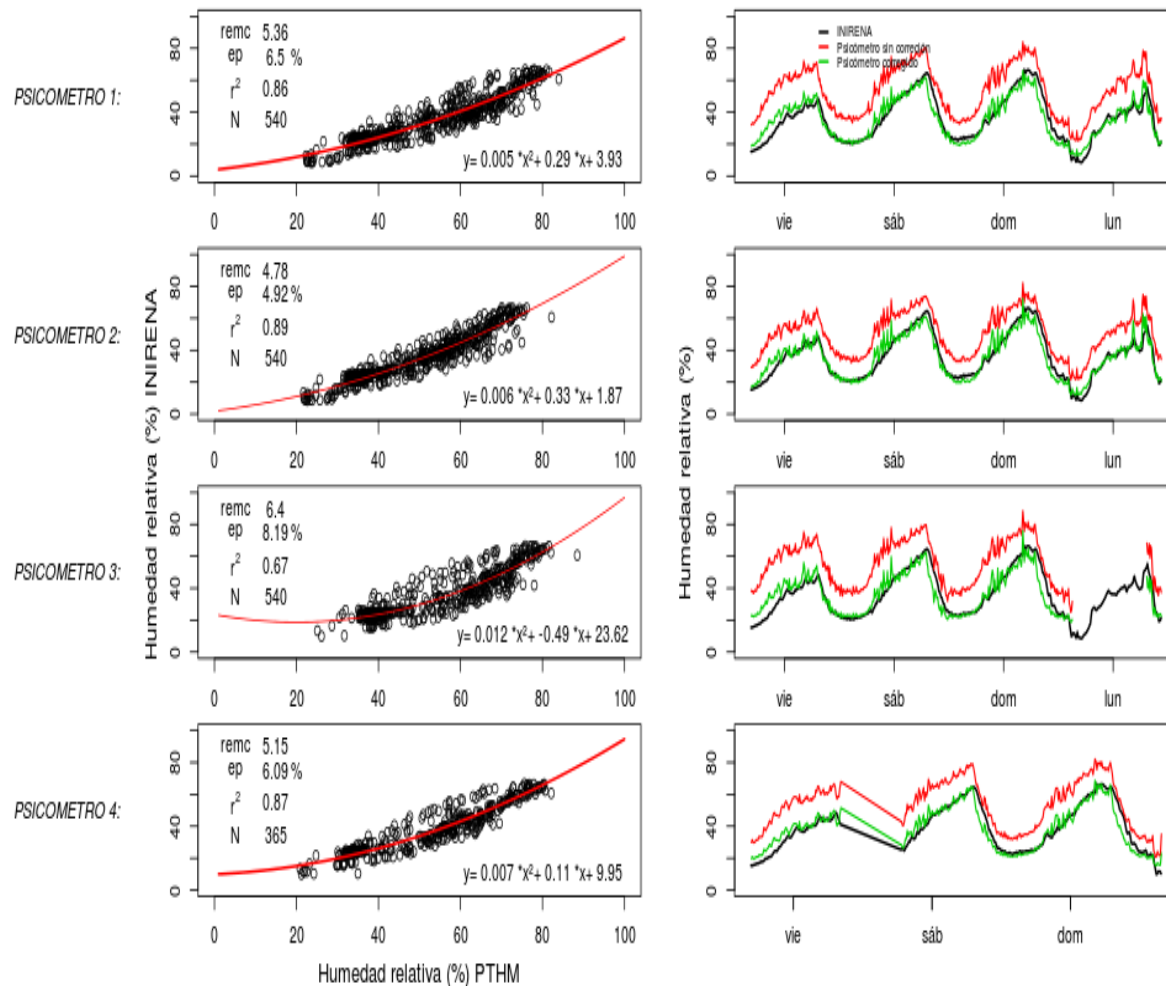 PSICOMETRO 1:
remc 5.36
ep 6.5 %
r² 0.86
N 540
y= 0.005 *x²+ 0.29 *x+ 3.93
0 40 80
0 20 40 60 80 100
INIRENA
Psicómetro sin correción
Psicómetro corregido
0 40 80
vie sáb dom lun
PSICOMETRO 2:
remc 4.78
ep 4.92 %
r² 0.89
N 540
y= 0.006 *x²+ 0.33 *x+ 1.87
0 40 80
0 20 40 60 80 100
0 40 80
vie sáb dom lun
Humedad relativa (%) INIRENA
Humedad relativa (%)
PSICOMETRO 3:
remc 6.4
ep 8.19 %
r² 0.67
N 540
y= 0.012 *x²+ -0.49 *x+ 23.62
0 40 80
0 20 40 60 80 100
0 40 80
vie sáb dom lun
PSICOMETRO 4:
remc 5.15
ep 6.09 %
r² 0.87
N 365
y= 0.007 *x²+ 0.11 *x+ 9.95
0 40 80
0 20 40 60 80 100
0 40 80
vie sáb dom
Humedad relativa (%) PTHM